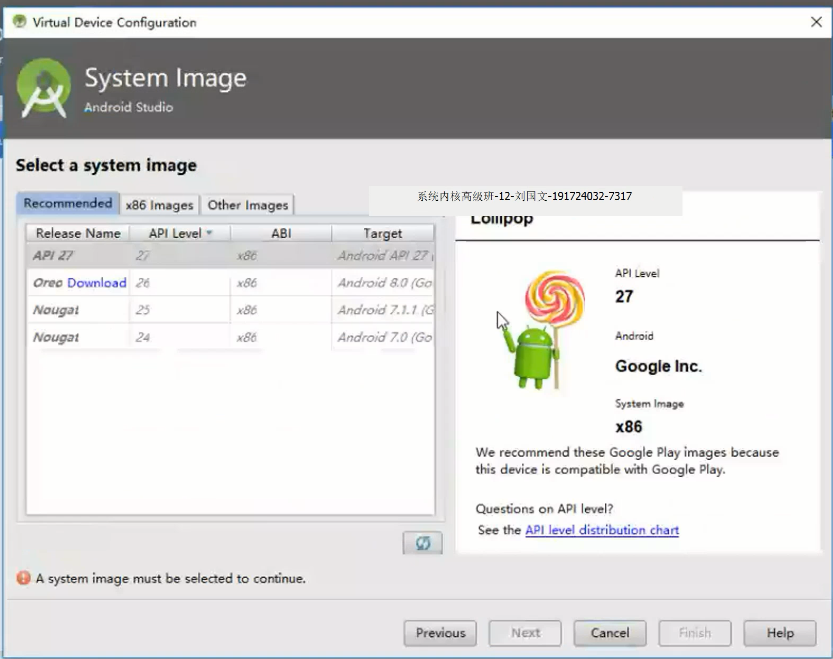 Virtual Device Configuration
System Image
Android Studio
Select a system image
Recommended x86 Images Other Images
系统内核高级班-12-刘国文-191724032-7317
Release Name API Level ABI Target
API 27 27 x86 Android API 27
Oreo Download 26 x86 Android 8.0 (Go
Nougat 25 x86 Android 7.1.1 (G
Nougat 24 x86 Android 7.0 (Go
Lollipop
API Level
27
Android
Google Inc.
System Image
x86
We recommend these Google Play images because
this device is compatible with Google Play.
Questions on API level?
See the API level distribution chart
A system image must be selected to continue.
Previous Next Cancel Finish Help